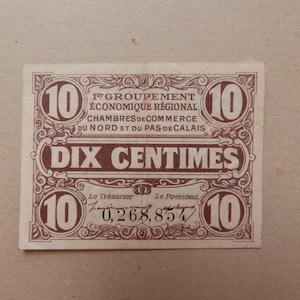 10 1er GROUPEMENT 10
ÉCONOMIQUE RÉGIONAL
CHAMBRES DE COMMERCE
DU NORD ET DU PAS-DE-CALAIS
DIX CENTIMES
Le Trésorier Le Président
10 0,268,854 10